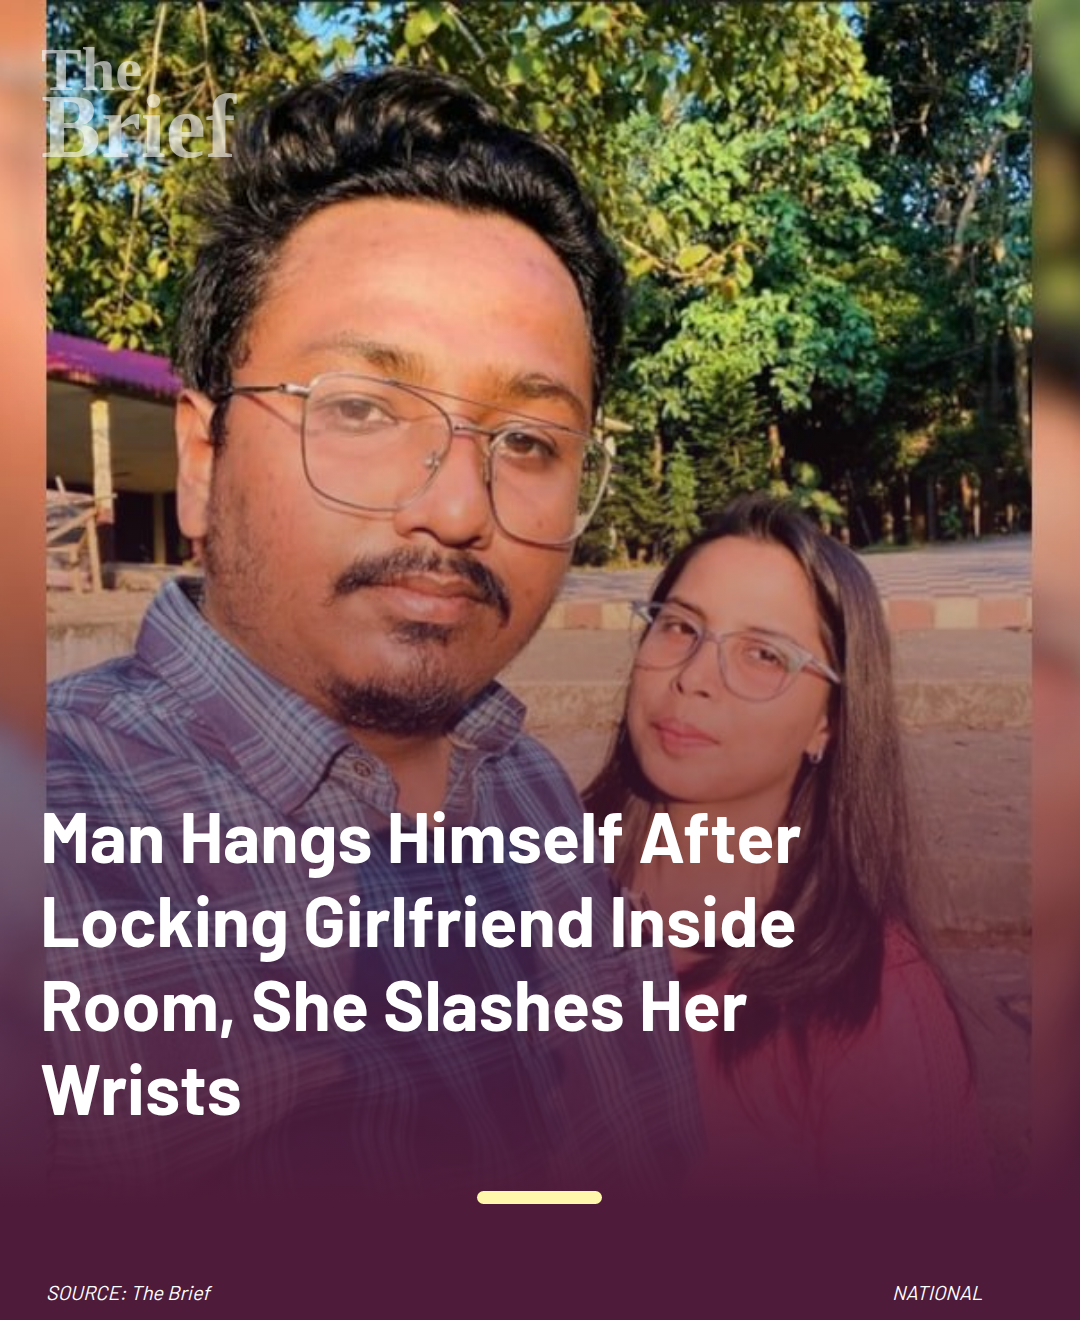 The
Brief
Man Hangs Himself After
Locking Girlfriend Inside
Room, She Slashes Her
Wrists
SOURCE: The Brief
NATIONAL